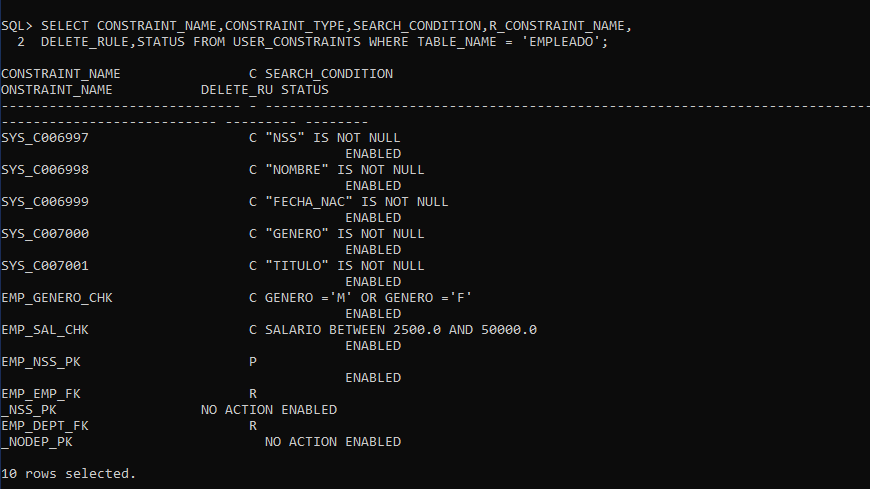 SQL> SELECT CONSTRAINT_NAME,CONSTRAINT_TYPE,SEARCH_CONDITION,R_CONSTRAINT_NAME,
  2  DELETE_RULE,STATUS FROM USER_CONSTRAINTS WHERE TABLE_NAME = 'EMPLEADO';
CONSTRAINT_NAME                C SEARCH_CONDITION
ONSTRAINT_NAME           DELETE_RU STATUS
------------------------------ - ----------------------------------------------------------------------------
--------------------------- --------- --------
SYS_C006997                    C "NSS" IS NOT NULL
                                           ENABLED
SYS_C006998                    C "NOMBRE" IS NOT NULL
                                           ENABLED
SYS_C006999                    C "FECHA_NAC" IS NOT NULL
                                           ENABLED
SYS_C007000                    C "GENERO" IS NOT NULL
                                           ENABLED
SYS_C007001                    C "TITULO" IS NOT NULL
                                           ENABLED
EMP_GENERO_CHK                 C GENERO ='M' OR GENERO ='F'
                                           ENABLED
EMP_SAL_CHK                    C SALARIO BETWEEN 2500.0 AND 50000.0
                                           ENABLED
EMP_NSS_PK                     P
                                           ENABLED
EMP_EMP_FK                     R
_NSS_PK                  NO ACTION ENABLED
EMP_DEPT_FK                    R
_NODEP_PK                        NO ACTION ENABLED
10 rows selected.